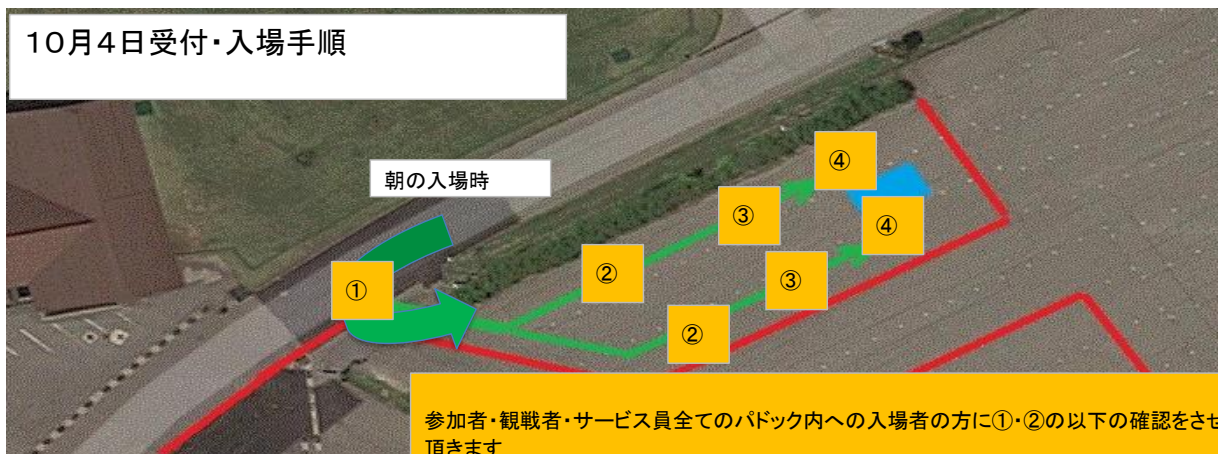 10月4日受付・入場手順
朝の入場時
④
③
④
②
③
①
②
参加者・観戦者・サービス員全てのパドック内への入場者の方に①・②の以下の確認をさせ
頂きます